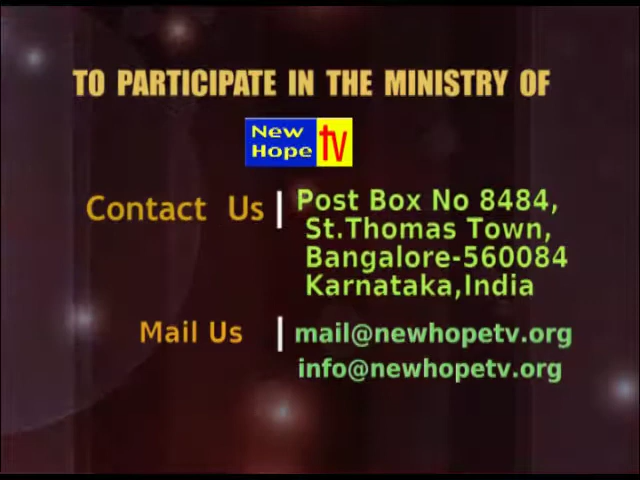 TO PARTICIPATE IN THE MINISTRY OF
New Hope tv
Contact Us | Post Box No 8484,
St.Thomas Town,
Bangalore-560084
Karnataka,India
Mail Us | mail@newhopetv.org
info@newhopetv.org